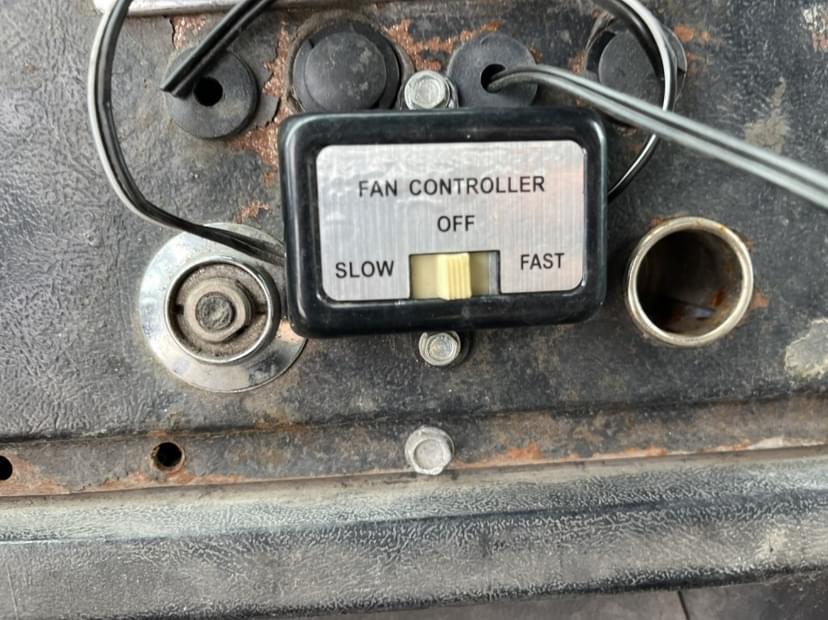 FAN CONTROLLER
OFF
SLOW FAST